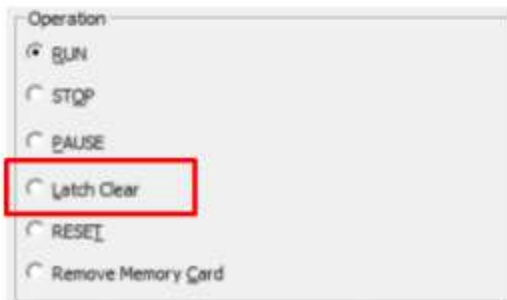 Operation
RUN
STOP
PAUSE
Latch Clear
RESET
Remove Memory Card